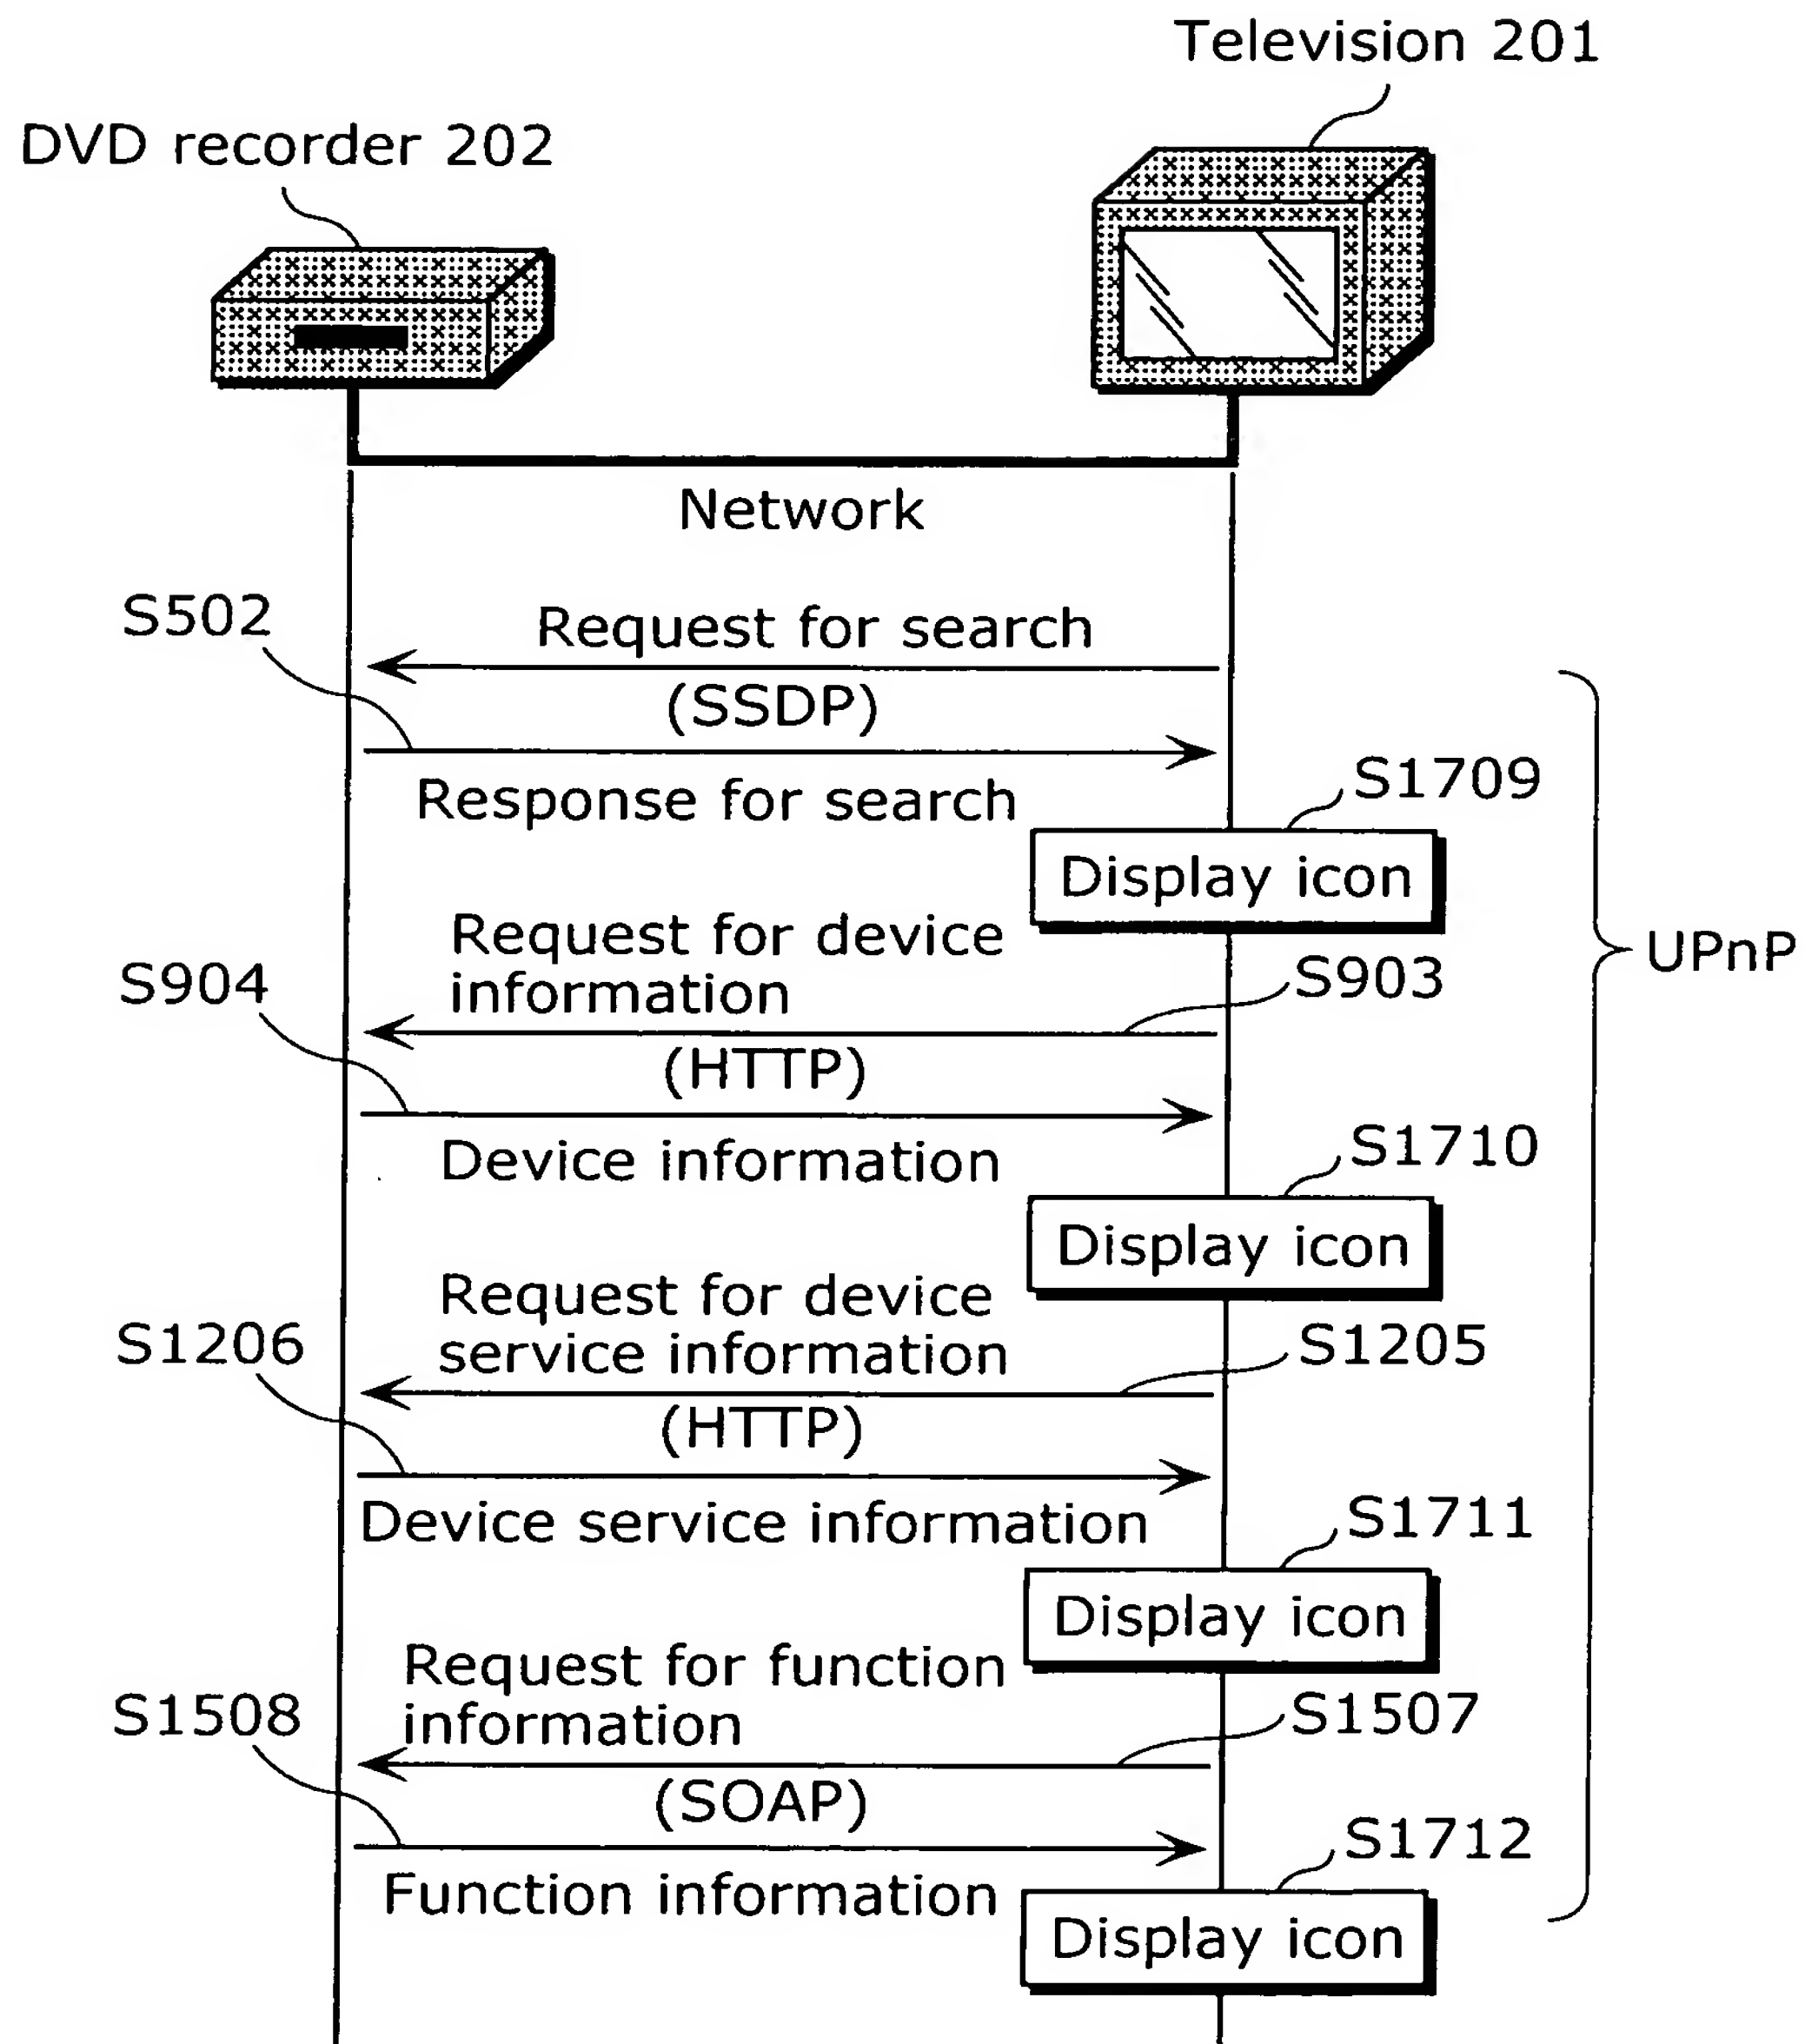 Television 201
DVD recorder 202
Network
S502
Request for search
(SSDP)
Response for search
S1709
Display icon
UPnP
Request for device
information
S904
S903
(HTTP)
Device information
S1710
Display icon
Request for device
service information
S1206
S1205
(HTTP)
Device service information
S1711
Display icon
Request for function
information
S1508
S1507
(SOAP)
Function information
S1712
Display icon